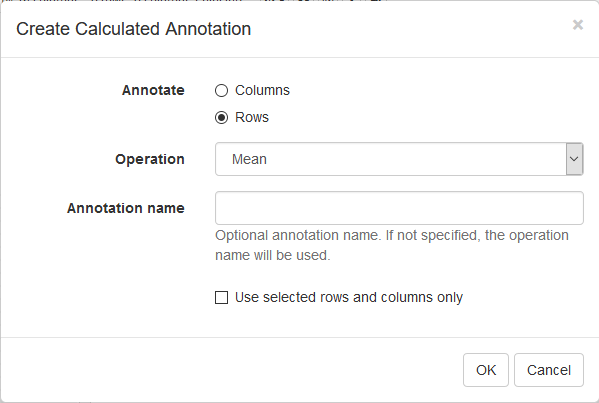 Create Calculated Annotation ×
Annotate Columns
Rows
Operation Mean
Annotation name
Optional annotation name. If not specified, the operation
name will be used.
Use selected rows and columns only
OK Cancel